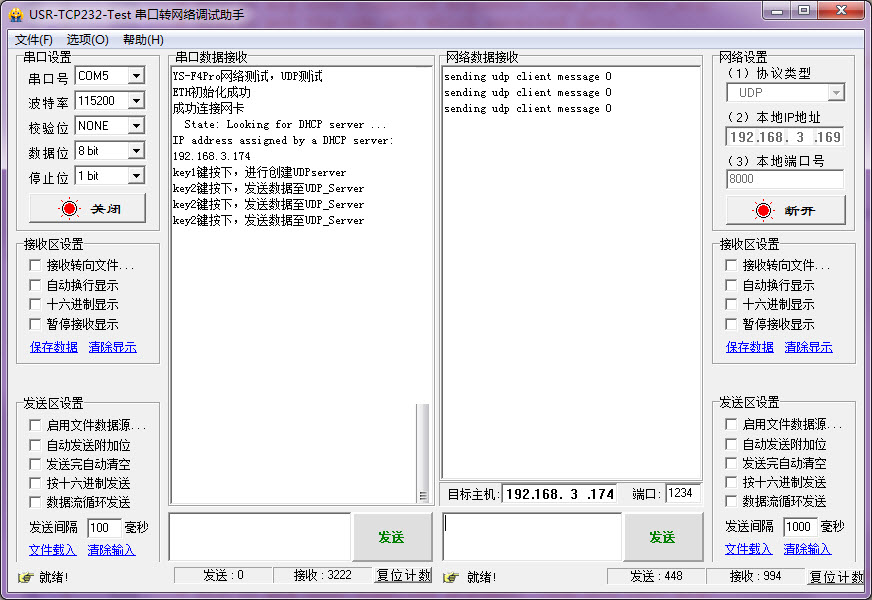 USR-TCP232-Test 串口转网络调试助手
文件(F) 选项(O) 帮助(H)
串口设置
串口号 COM5
波特率 115200
校验位 NONE
数据位 8 bit
停止位 1 bit
关闭
接收区设置
接收转向文件...
自动换行显示
十六进制显示
暂停接收显示
保存数据 清除显示
发送区设置
启用文件数据源...
自动发送附加位
发送完自动清空
按十六进制发送
数据流循环发送
发送间隔 100 毫秒
文件载入 清除输入
就绪!
串口数据接收
YS-F4Pro网络测试，UDP测试
ETH初始化成功
成功连接网卡
State: Looking for DHCP server ...
IP address assigned by a DHCP server:
192.168.3.174
key1键按下，进行创建UDPserver
key2键按下，发送数据至UDP_Server
key2键按下，发送数据至UDP_Server
key2键按下，发送数据至UDP_Server
发送
发送 : 0 接收 : 3222 复位计数
网络数据接收
sending udp client message 0
sending udp client message 0
sending udp client message 0
目标主机: 192.168. 3 .174 端口: 1234
发送
就绪!
发送 : 448 接收 : 994 复位计数
网络设置
(1) 协议类型
UDP
(2) 本地IP地址
192.168. 3 .169
(3) 本地端口号
8000
断开
接收区设置
接收转向文件...
自动换行显示
十六进制显示
暂停接收显示
保存数据 清除显示
发送区设置
启用文件数据源...
自动发送附加位
发送完自动清空
按十六进制发送
数据流循环发送
发送间隔 1000 毫秒
文件载入 清除输入